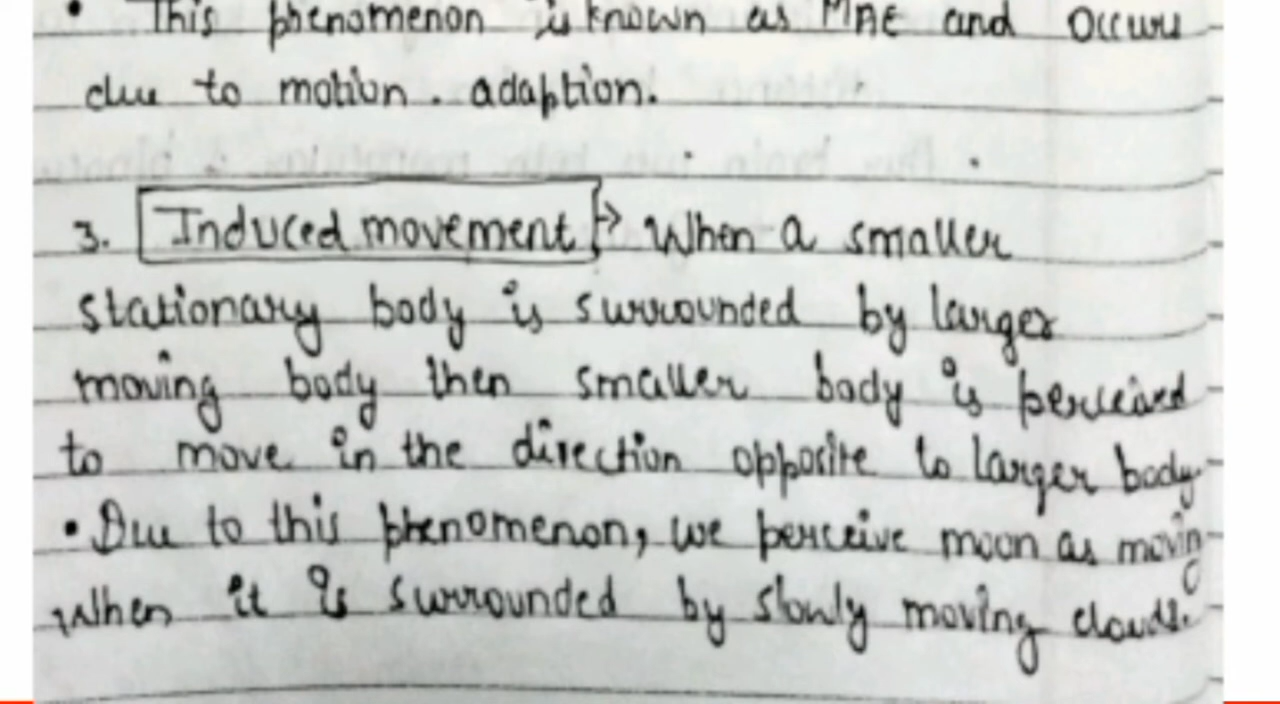 • This phenomenon is known as MAE and occurs
due to motion. adaption.
3. Induced movement → When a smaller
stationary body is surrounded by larger
moving body then smaller body is perceived
to move in the direction opposite to larger body.
• Due to this phenomenon, we perceive moon as moving
when it is surrounded by slowly moving clouds.